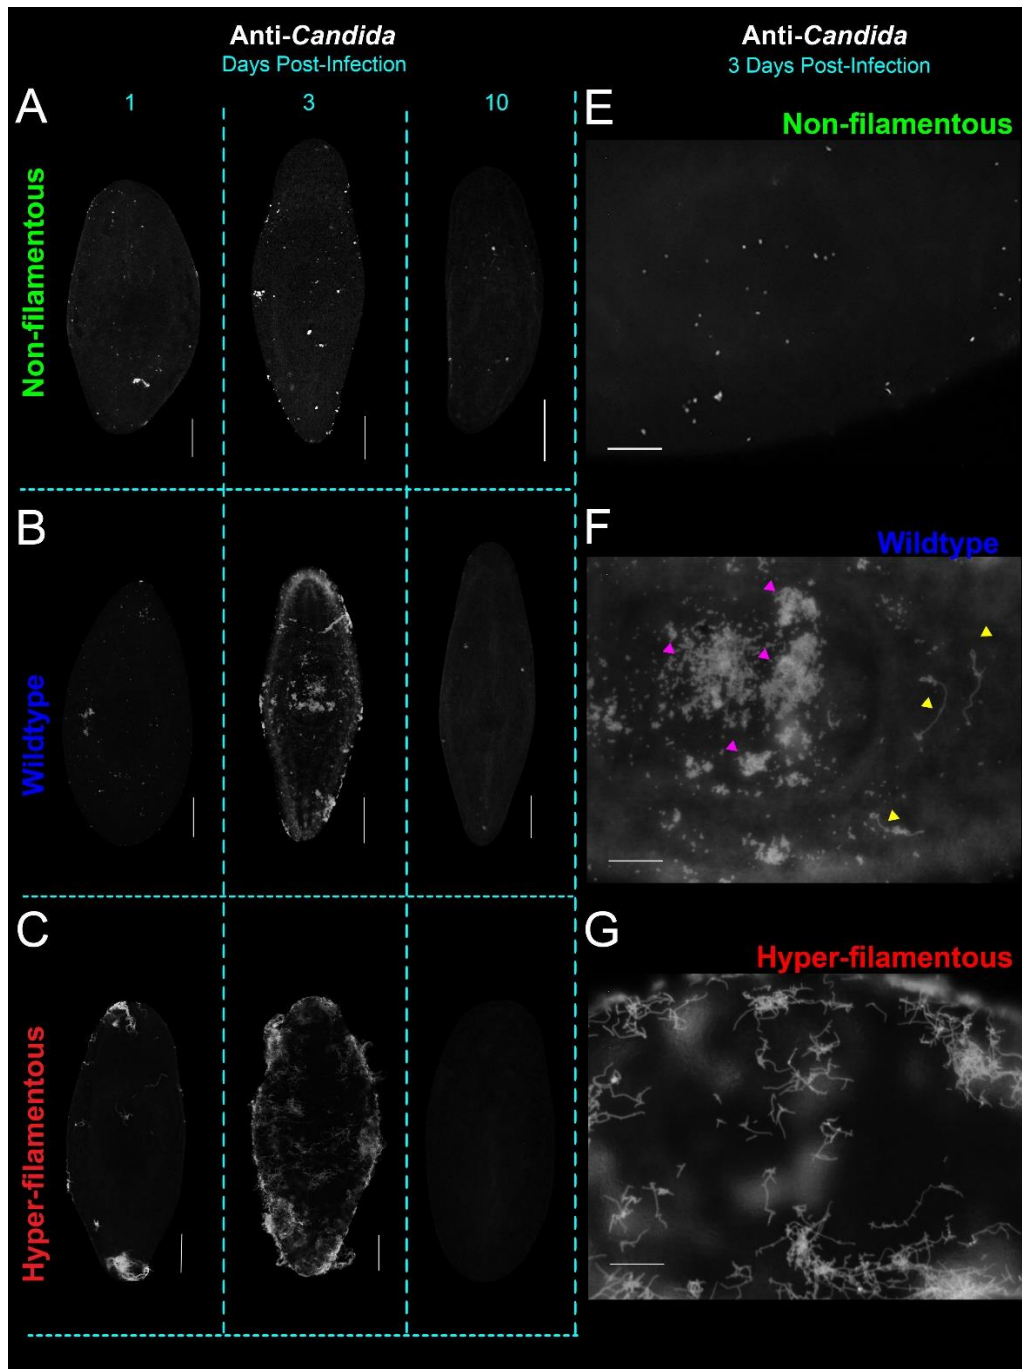 Anti-Candida
Days Post-Infection
1
3
10
A
Non-filamentous
B
Wildtype
C
Hyper-filamentous
Anti-Candida
3 Days Post-Infection
E
Non-filamentous
F
Wildtype
G
Hyper-filamentous